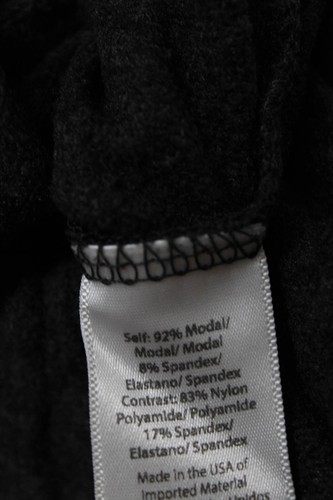 Self: 92% Modal/
Modal/ Modal
8% Spandex/
Elastano/ Spandex
Contrast: 83% Nylon
Polyamide/ Polyamide
17% Spandex/
Elastano/ Spandex
Made in the USA of
Imported Material